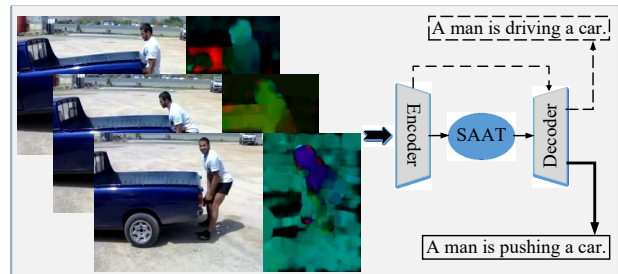 A man is driving a car.
Encoder
SAAT
Decoder
A man is pushing a car.